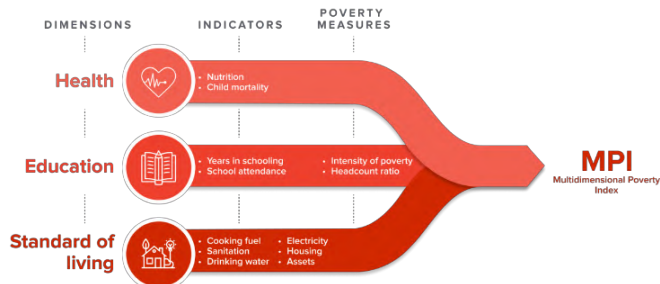 DIMENSIONS
INDICATORS
POVERTY
MEASURES
Health
• Nutrition
• Child mortality
Education
• Years in schooling
• School attendance
• Intensity of poverty
• Headcount ratio
MPI
Multidimensional Poverty
Index
Standard of
living
• Cooking fuel
• Sanitation
• Drinking water
• Electricity
• Housing
• Assets